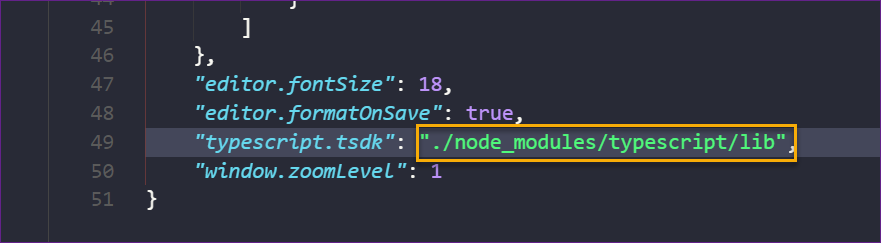 44 }
45 ]
46 },
47 "editor.fontSize": 18,
48 "editor.formatOnSave": true,
49 "typescript.tsdk": "./node_modules/typescript/lib",
50 "window.zoomLevel": 1
51 }